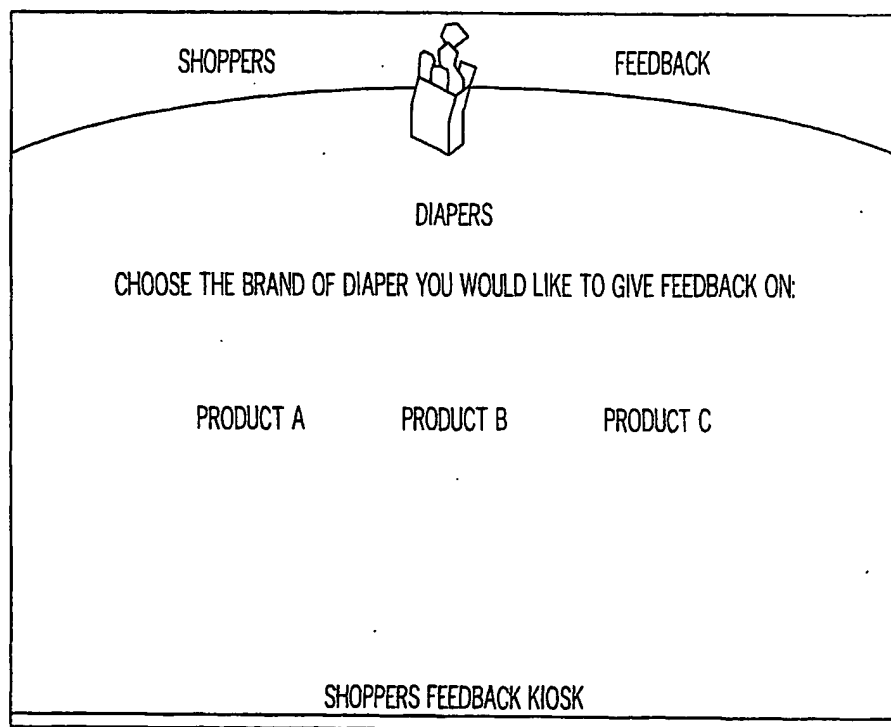 SHOPPERS FEEDBACK
DIAPERS
CHOOSE THE BRAND OF DIAPER YOU WOULD LIKE TO GIVE FEEDBACK ON:
PRODUCT A PRODUCT B PRODUCT C
SHOPPERS FEEDBACK KIOSK